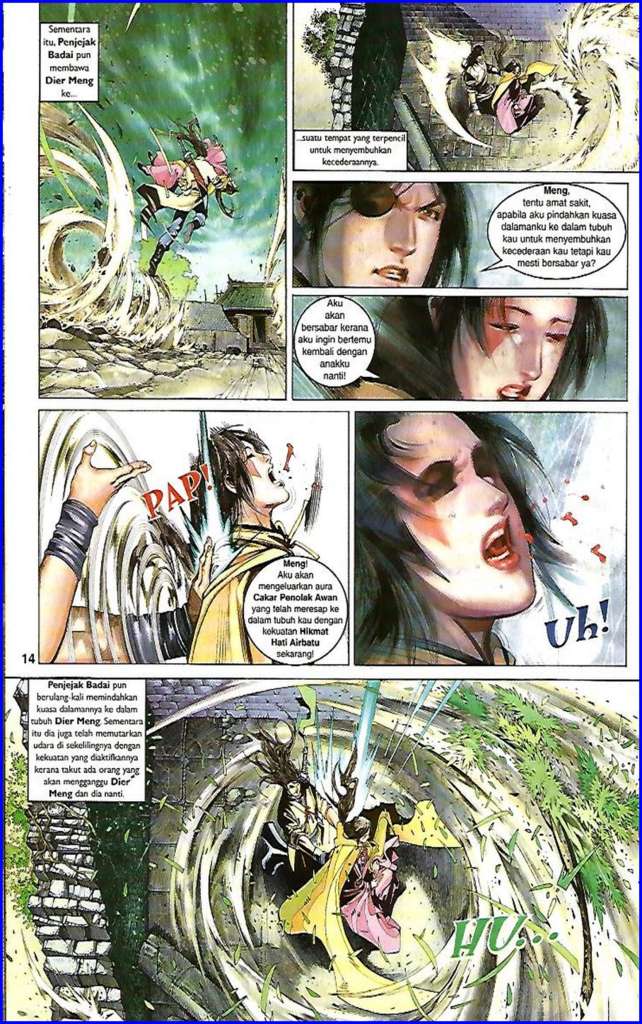 Sementara
itu, Penjejak
Badai pun
membawa
Dier Meng
ke...
...suatu tempat yang terpencil
untuk menyembuhkan
kecederaannya.
Meng,
tentu amat sakit,
apabila aku pindahkan kuasa
dalamanku ke dalam tubuh
kau untuk menyembuhkan
kecederaan kau tetapi kau
mesti bersabar ya?
Aku
akan
bersabar kerana
aku ingin bertemu
kembali dengan
anakku
nanti!
PAP!
Meng!
Aku akan
mengeluarkan aura
Cakar Penolak Awan
yang telah meresap ke
dalam tubuh kau dengan
kekuatan Hikmat
Hati Airbatu
sekarang!
Uh!
14
Penjejak Badai pun
berulang-kali memindahkan
kuasa dalamannya ke dalam
tubuh Dier Meng. Sementara
itu dia juga telah memutarkan
udara di sekelilingnya dengan
kekuatan yang diaktifkannya
kerana takut ada orang yang
akan mengganggu Dier
Meng dan dia nanti.
HU...